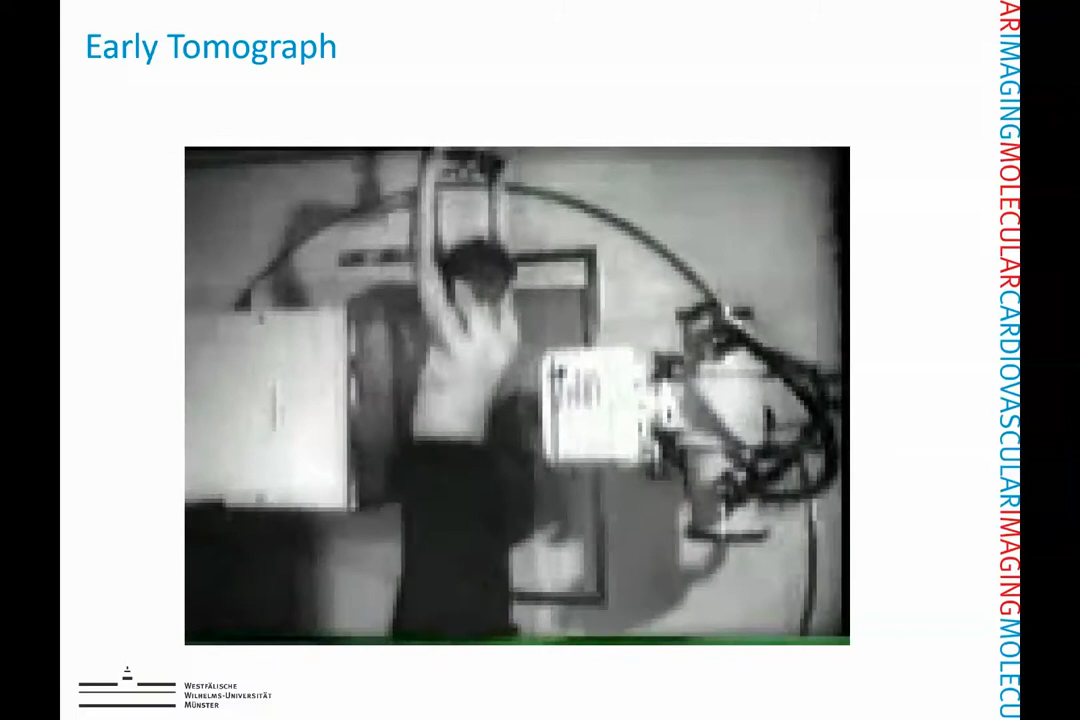 Early Tomograph
ARIMAGINGMOLECULARCARDIOVASCULARIMAGINGMOLECU
WESTFÄLISCHE
WILHELMS-UNIVERSITÄT
MÜNSTER